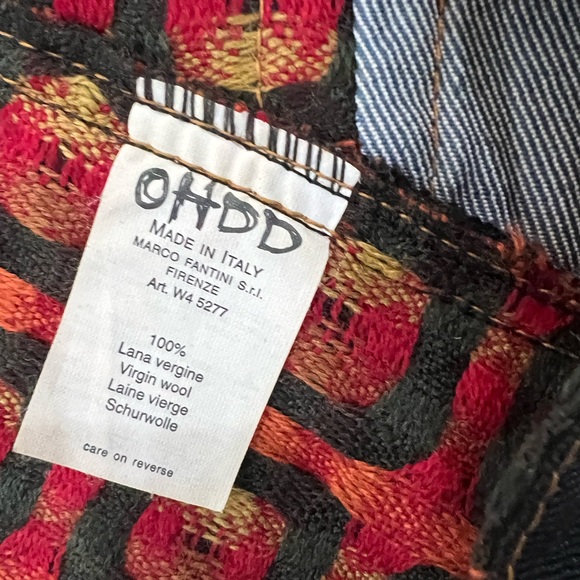 OHDD
MADE IN ITALY
MARCO FANTINI S.r.l.
FIRENZE
Art. W4 5277
100%
Lana vergine
Virgin wool
Laine vierge
Schurwolle
care on reverse